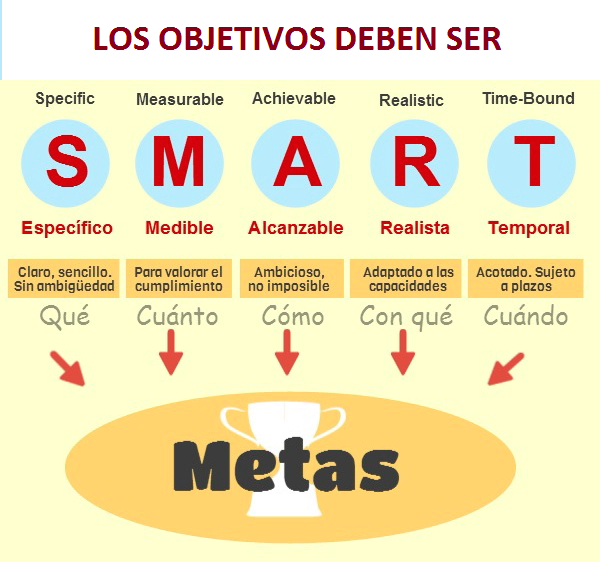 LOS OBJETIVOS DEBEN SER
Specific Measurable Achievable Realistic Time-Bound
S M A R T
Específico Medible Alcanzable Realista Temporal
Claro, sencillo. Para valorar el Ambicioso, Adaptado a las Acotado. Sujeto
Sin ambigüedad cumplimiento no imposible capacidades a plazos
Qué Cuánto Cómo Con qué Cuándo
Metas